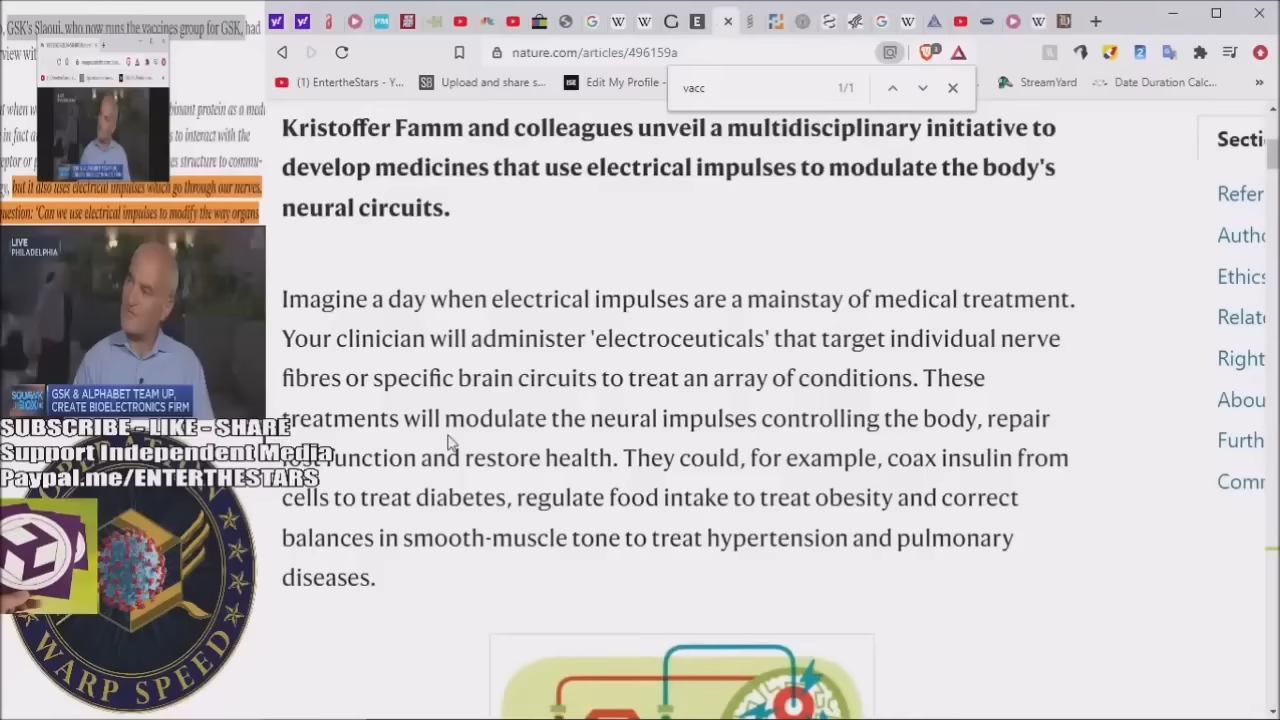 GSK's Slaoui, who now runs the vaccines group for GSK, had
view wit
t when w
binant protein as a med
in fact a
s to interact with the
eptor or p
es structure to commu-
gy, but it also uses electrical impulses which go through our nerves.
question: 'Can we use electrical impulses to modify the way organs
LIVE
PHILADELPHIA
SQUAWK
BOX
GSK & ALPHABET TEAM UP,
CREATE BIOELECTRONICS FIRM
SUBSCRIBE - LIKE - SHARE
Support Independent Media
Paypal.me/ENTERTHESTARS
OPERATION
WARP SPEED
nature.com/articles/496159a
(1) EntertheStars - Y...
Upload and share s...
Edit My Profile -
StreamYard
Date Duration Calc...
»
vacc
1/1
Kristoffer Famm and colleagues unveil a multidisciplinary initiative to
develop medicines that use electrical impulses to modulate the body's
neural circuits.
Imagine a day when electrical impulses are a mainstay of medical treatment.
Your clinician will administer 'electroceuticals' that target individual nerve
fibres or specific brain circuits to treat an array of conditions. These
treatments will modulate the neural impulses controlling the body, repair
function and restore health. They could, for example, coax insulin from
cells to treat diabetes, regulate food intake to treat obesity and correct
balances in smooth-muscle tone to treat hypertension and pulmonary
diseases.
Secti
Refer
Autho
Ethics
Relate
Right
Abou
Furth
Comr